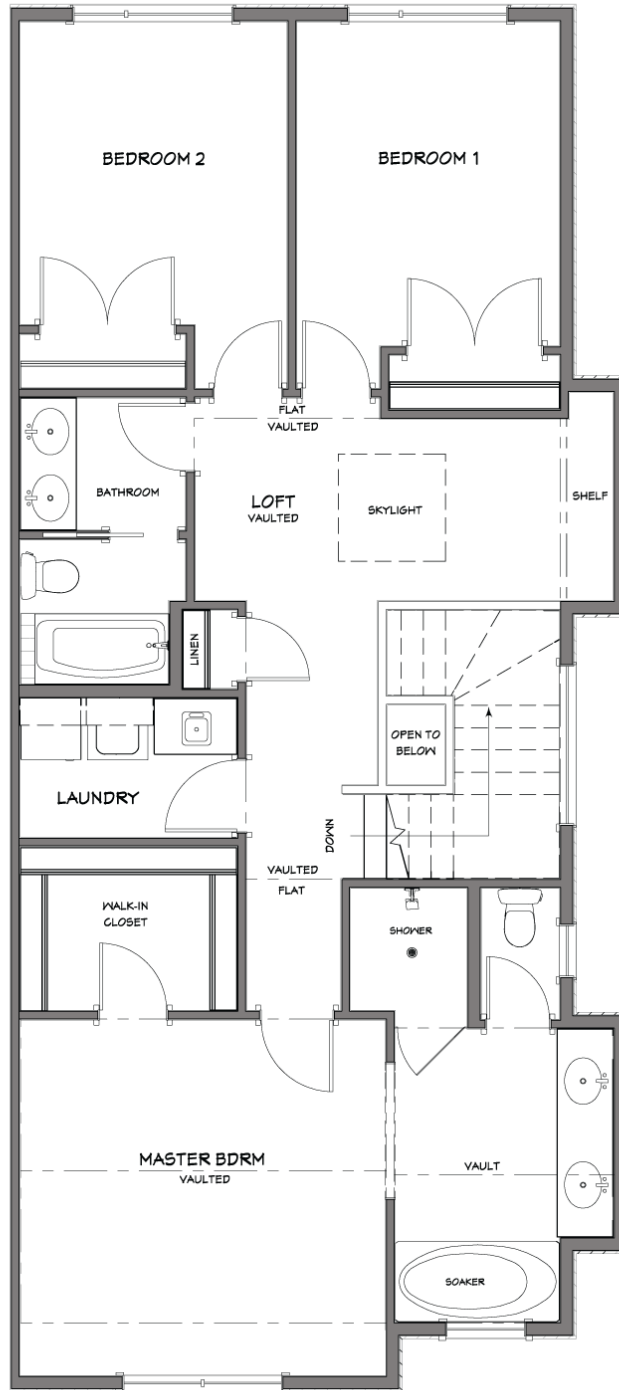 BEDROOM 2
BEDROOM 1
FLAT
VAULTED
LOFT
VAULTED
SKYLIGHT
SHELF
BATHROOM
LINEN
OPEN TO
BELOW
LAUNDRY
DOWN
VAULTED
FLAT
WALK-IN
CLOSET
SHOWER
MASTER BDRM
VAULTED
VAULT
SOAKER